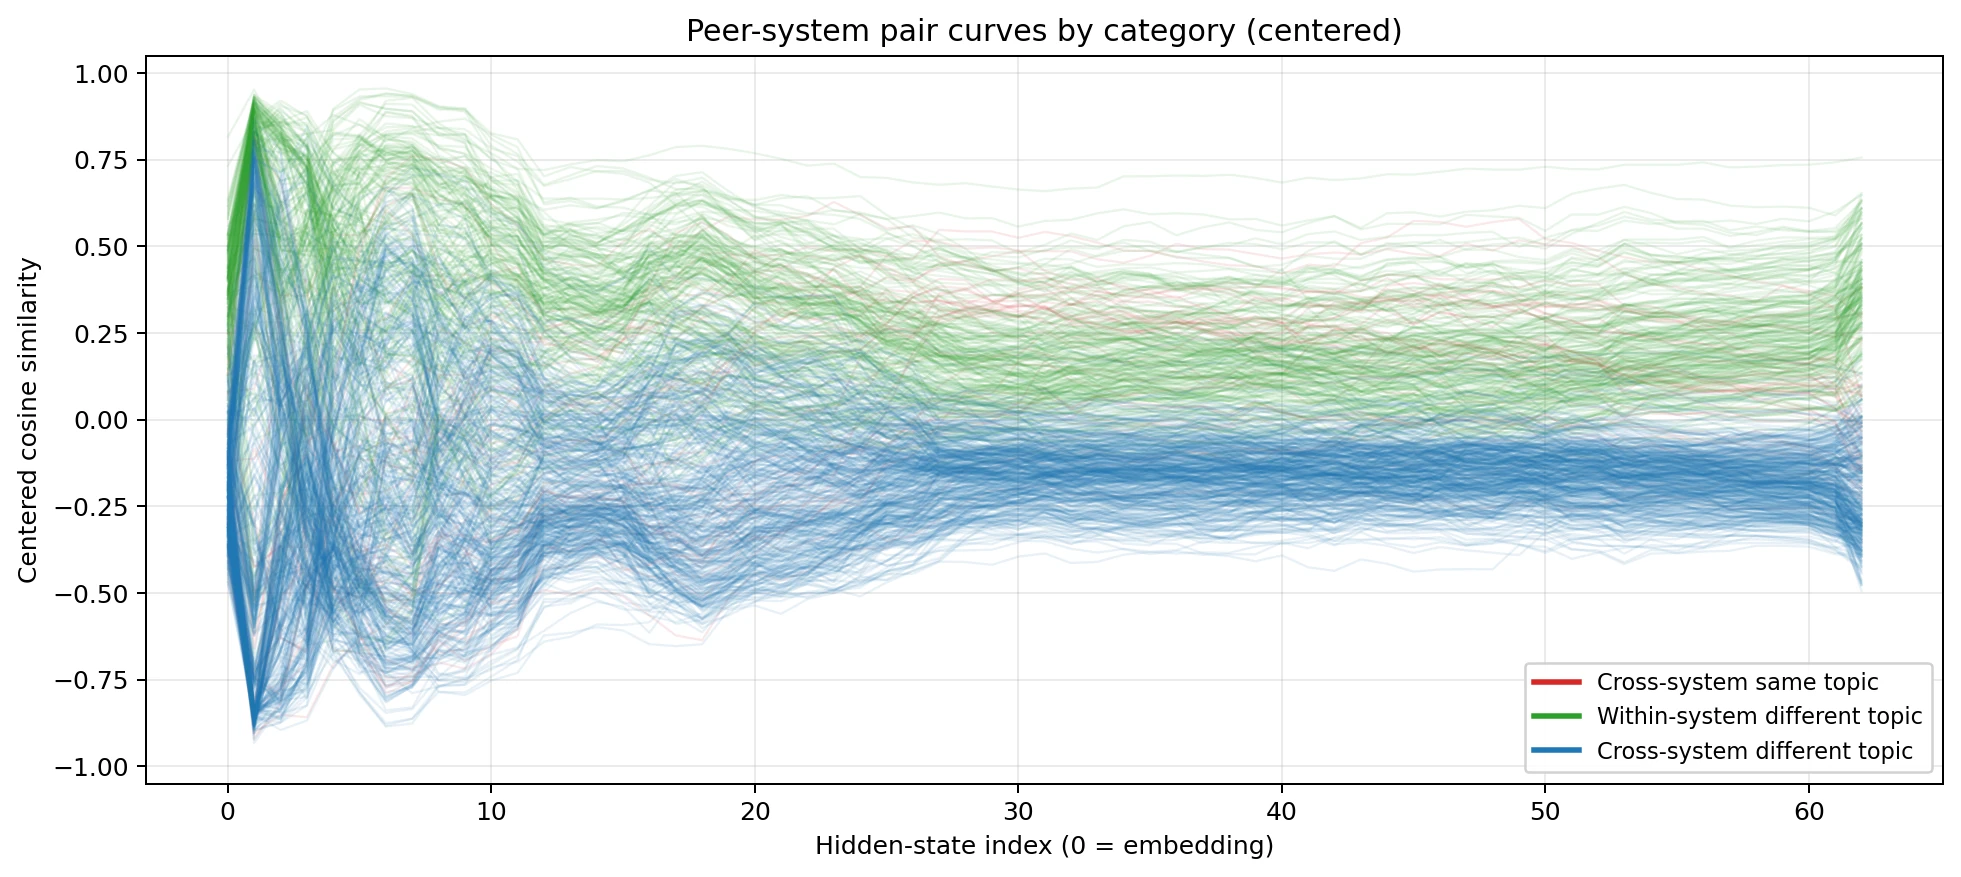 Peer-system pair curves by category (centered)
Centered cosine similarity
1.00
0.75
0.50
0.25
0.00
−0.25
−0.50
−0.75
−1.00
Cross-system same topic
Within-system different topic
Cross-system different topic
0 10 20 30 40 50 60
Hidden-state index (0 = embedding)